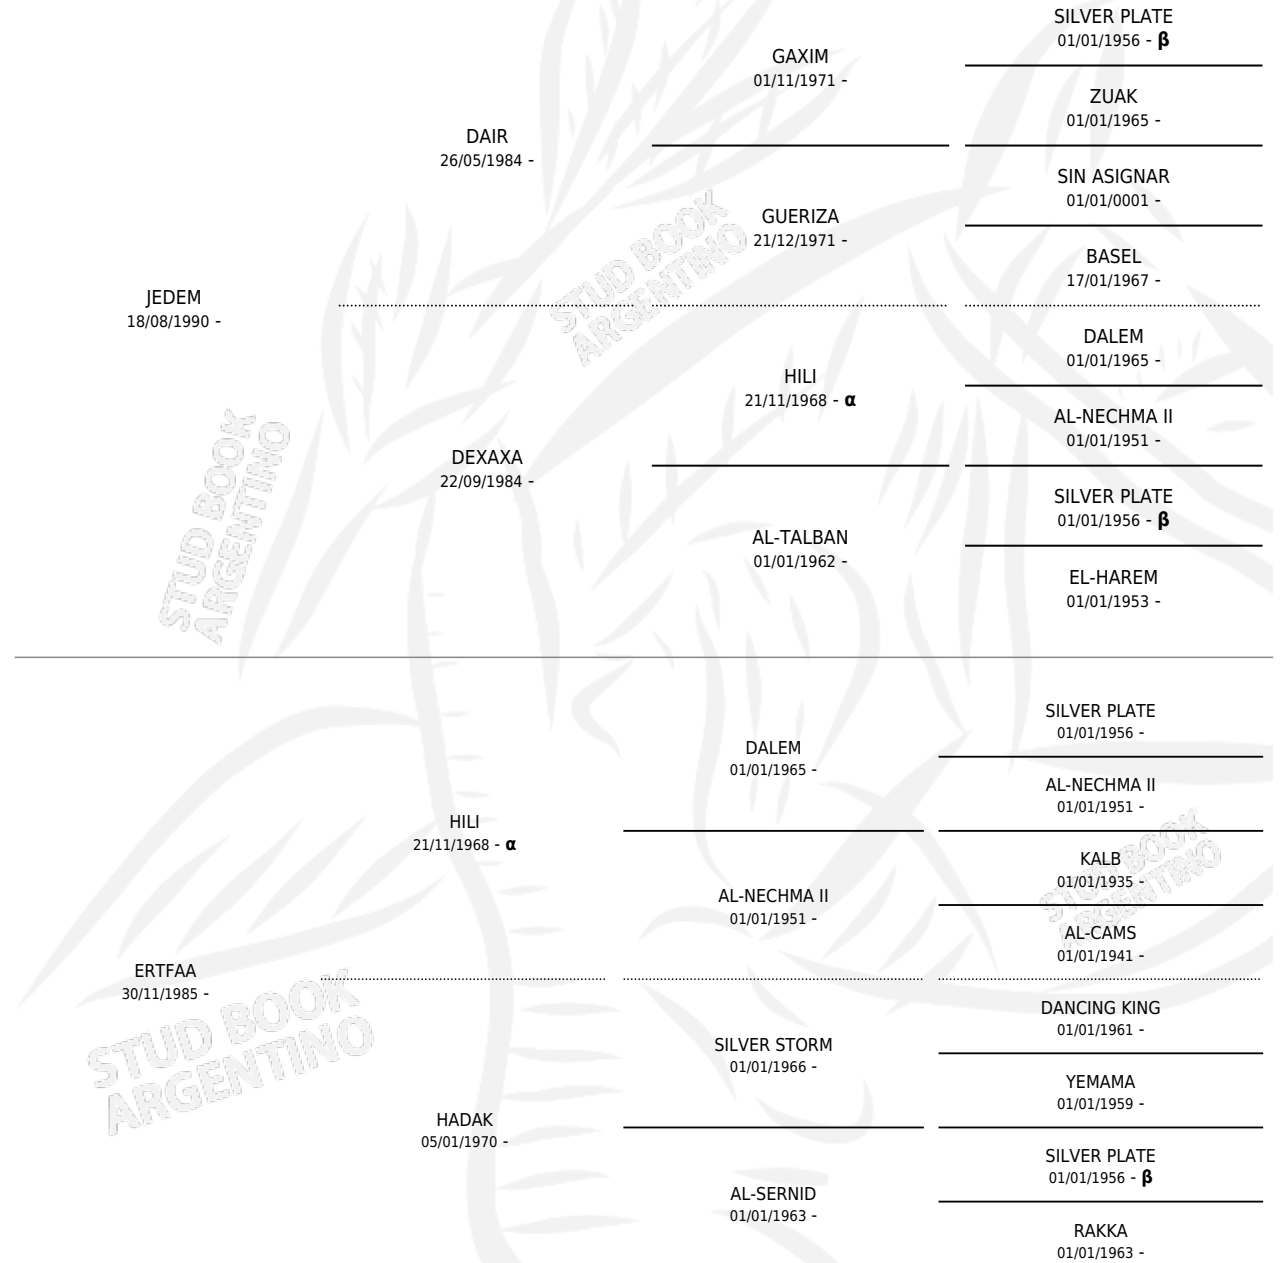 SILVER PLATE
01/01/1956 - β
GAXIM
01/11/1971 -
ZUAK
01/01/1965 -
DAIR
26/05/1984 -
SIN ASIGNAR
01/01/0001 -
GUERIZA
21/12/1971 -
BASEL
17/01/1967 -
JEDEM
18/08/1990 -
DALEM
01/01/1965 -
HILI
21/11/1968 - α
AL-NECHMA II
01/01/1951 -
DEXAXA
22/09/1984 -
SILVER PLATE
01/01/1956 - β
AL-TALBAN
01/01/1962 -
EL-HAREM
01/01/1953 -
STUD BOOK
ARGENTINO
STUD BOOK
ARGENTINO
SILVER PLATE
01/01/1956 -
DALEM
01/01/1965 -
AL-NECHMA II
01/01/1951 -
HILI
21/11/1968 - α
KALB
01/01/1935 -
AL-NECHMA II
01/01/1951 -
AL-CAMS
01/01/1941 -
ERTFAA
30/11/1985 -
DANCING KING
01/01/1961 -
SILVER STORM
01/01/1966 -
YEMAMA
01/01/1959 -
HADAK
05/01/1970 -
SILVER PLATE
01/01/1956 - β
AL-SERNID
01/01/1963 -
RAKKA
01/01/1963 -
STUD BOOK
ARGENTINO
STUD BOOK
ARGENTINO